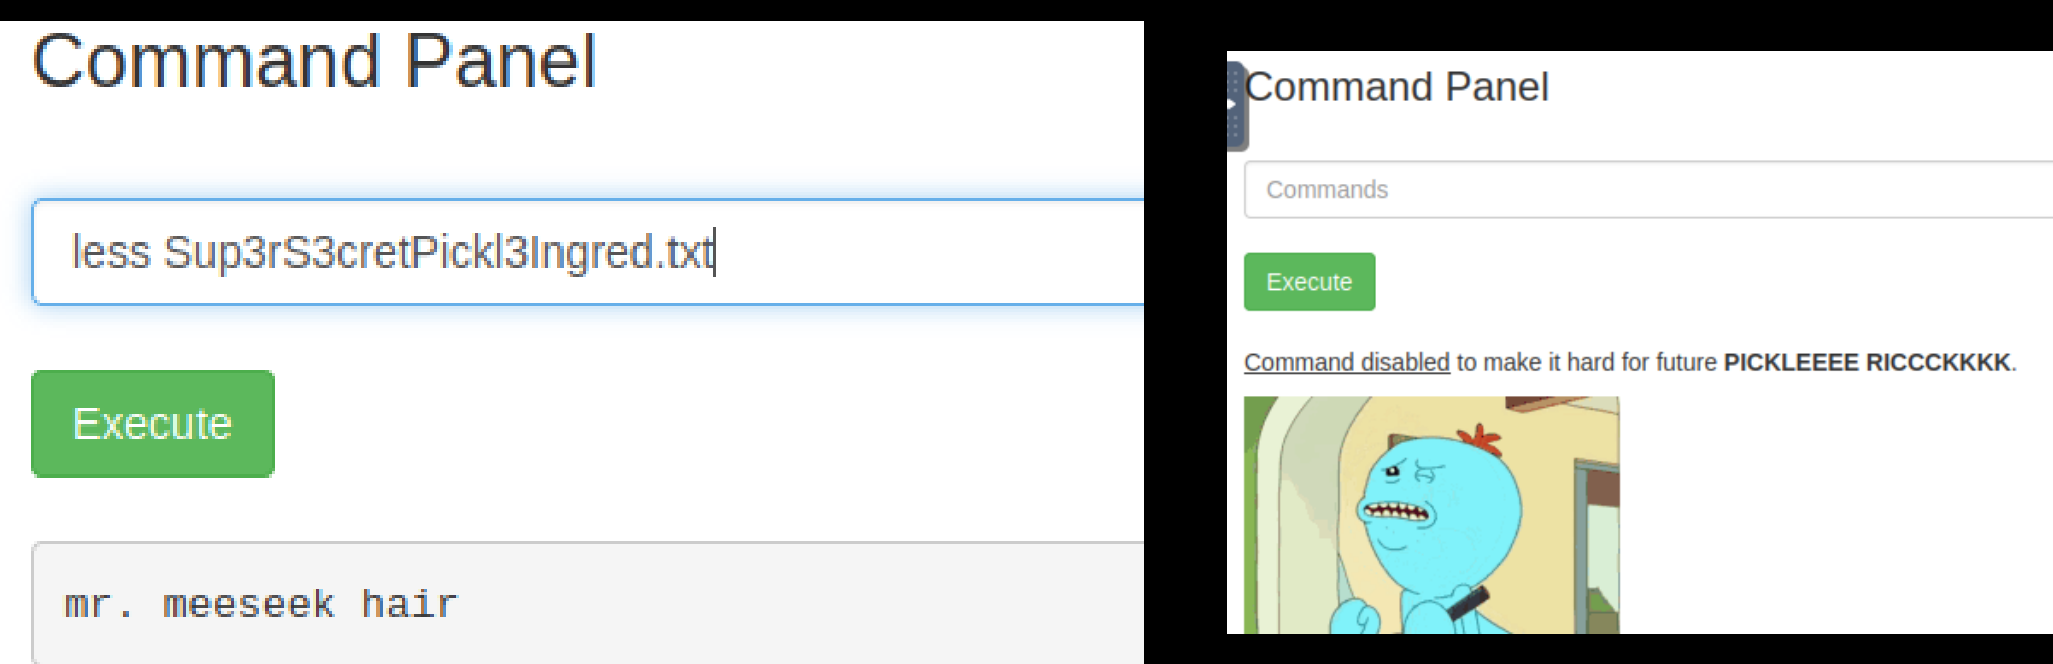 Command Panel
less Sup3rS3cretPickl3Ingred.txt
Execute
mr. meeseek hair
Command Panel
Commands
Execute
Command disabled to make it hard for future PICKLEEEE RICCCKKKK.